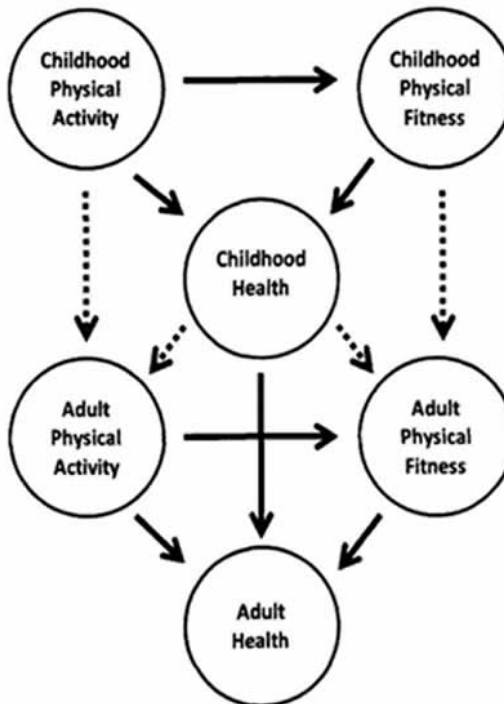 Childhood
Physical
Activity
Childhood
Physical
Fitness
Childhood
Health
Adult
Physical
Activity
Adult
Physical
Fitness
Adult
Health